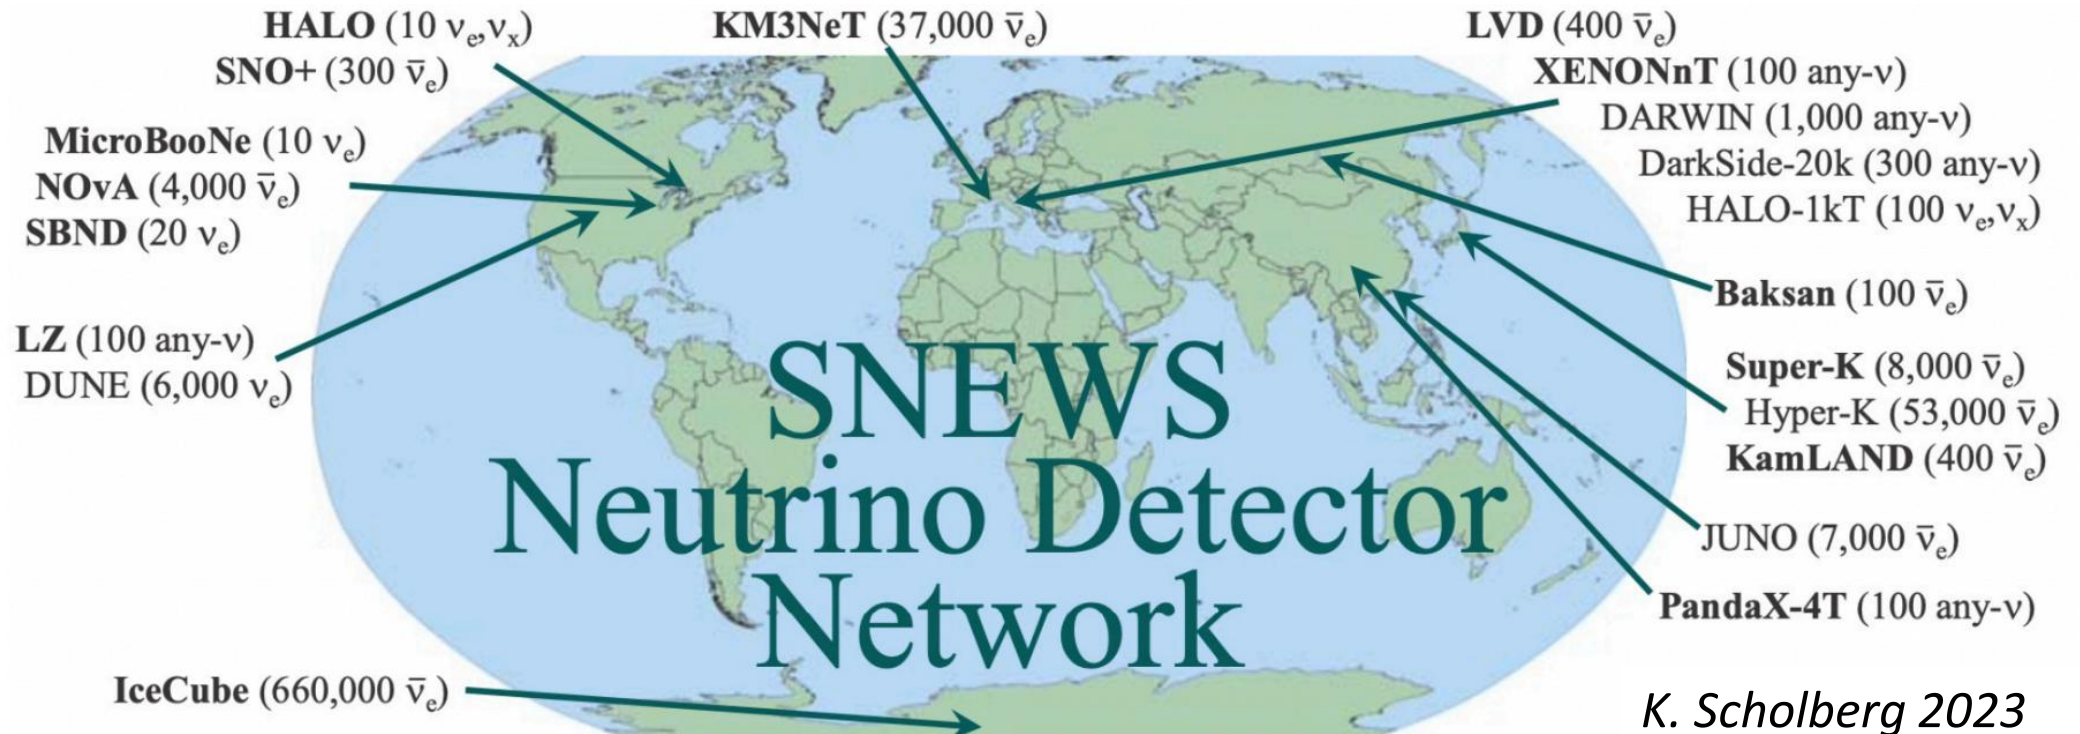 HALO (10 νₑ,νₓ)
SNO+ (300 ν̅ₑ)
KM3NeT (37,000 ν̅ₑ)
LVD (400 ν̅ₑ)
XENONnT (100 any-ν)
DARWIN (1,000 any-ν)
DarkSide-20k (300 any-ν)
HALO-1kT (100 νₑ,νₓ)
MicroBooNe (10 νₑ)
NOvA (4,000 ν̅ₑ)
SBND (20 νₑ)
Baksan (100 ν̅ₑ)
LZ (100 any-ν)
DUNE (6,000 νₑ)
Super-K (8,000 ν̅ₑ)
Hyper-K (53,000 ν̅ₑ)
KamLAND (400 ν̅ₑ)
SNEWS
Neutrino Detector
Network
JUNO (7,000 ν̅ₑ)
PandaX-4T (100 any-ν)
IceCube (660,000 ν̅ₑ)
K. Scholberg 2023